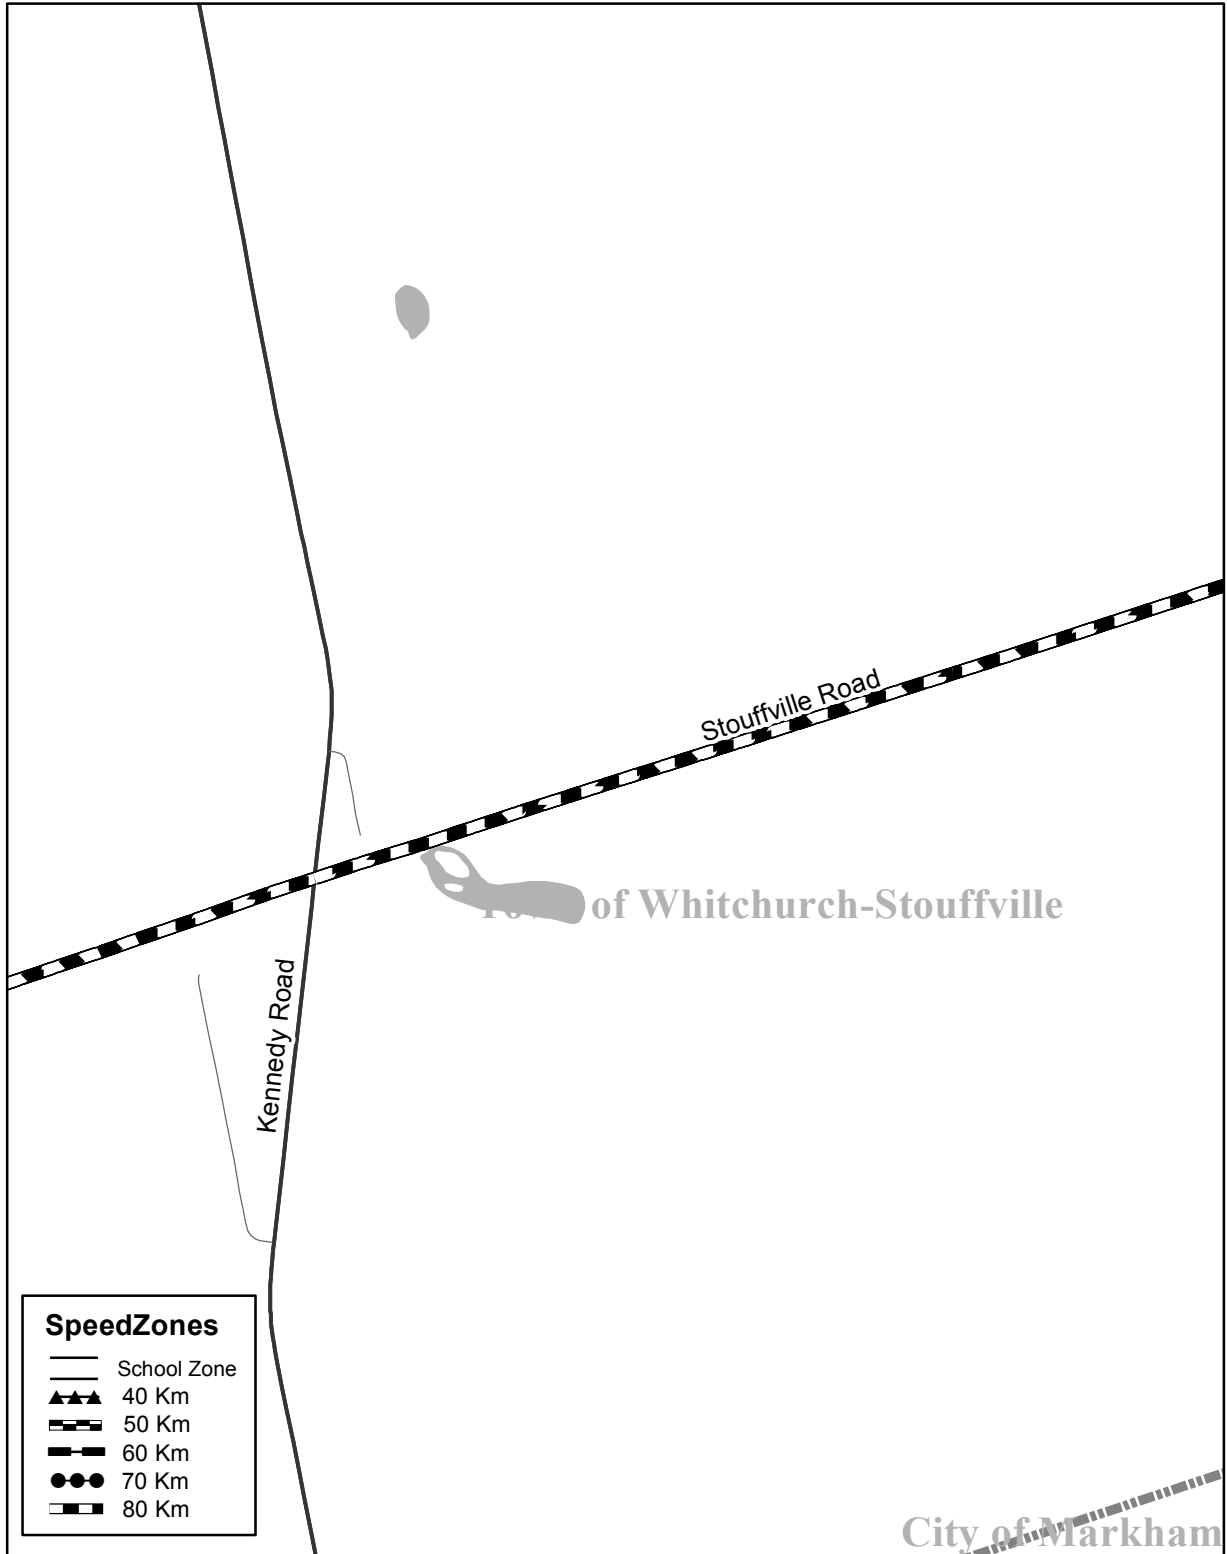 Stouffville Road
of Whitchurch-Stouffville
Kennedy Road
SpeedZones
School Zone
40 Km
50 Km
60 Km
70 Km
80 Km
City of Markham